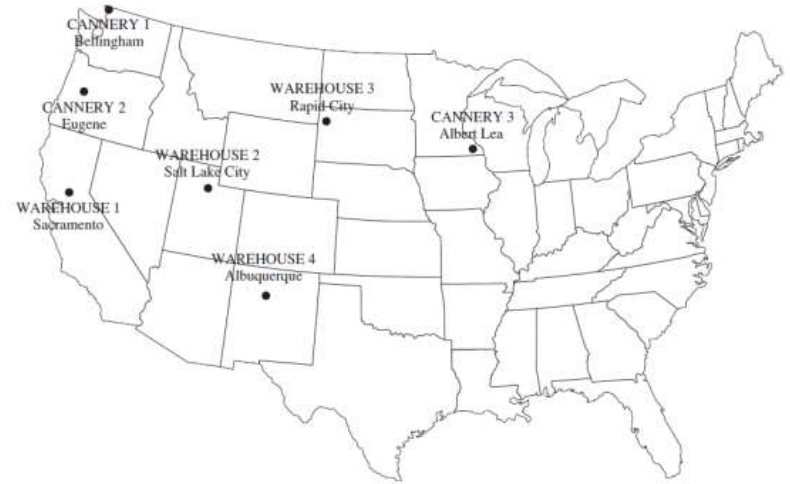 CANNERY 1
Bellingham
WAREHOUSE 3
Rapid City
CANNERY 2
Eugene
CANNERY 3
Albert Lea
WAREHOUSE 2
Salt Lake City
WAREHOUSE 1
Sacramento
WAREHOUSE 4
Albuquerque